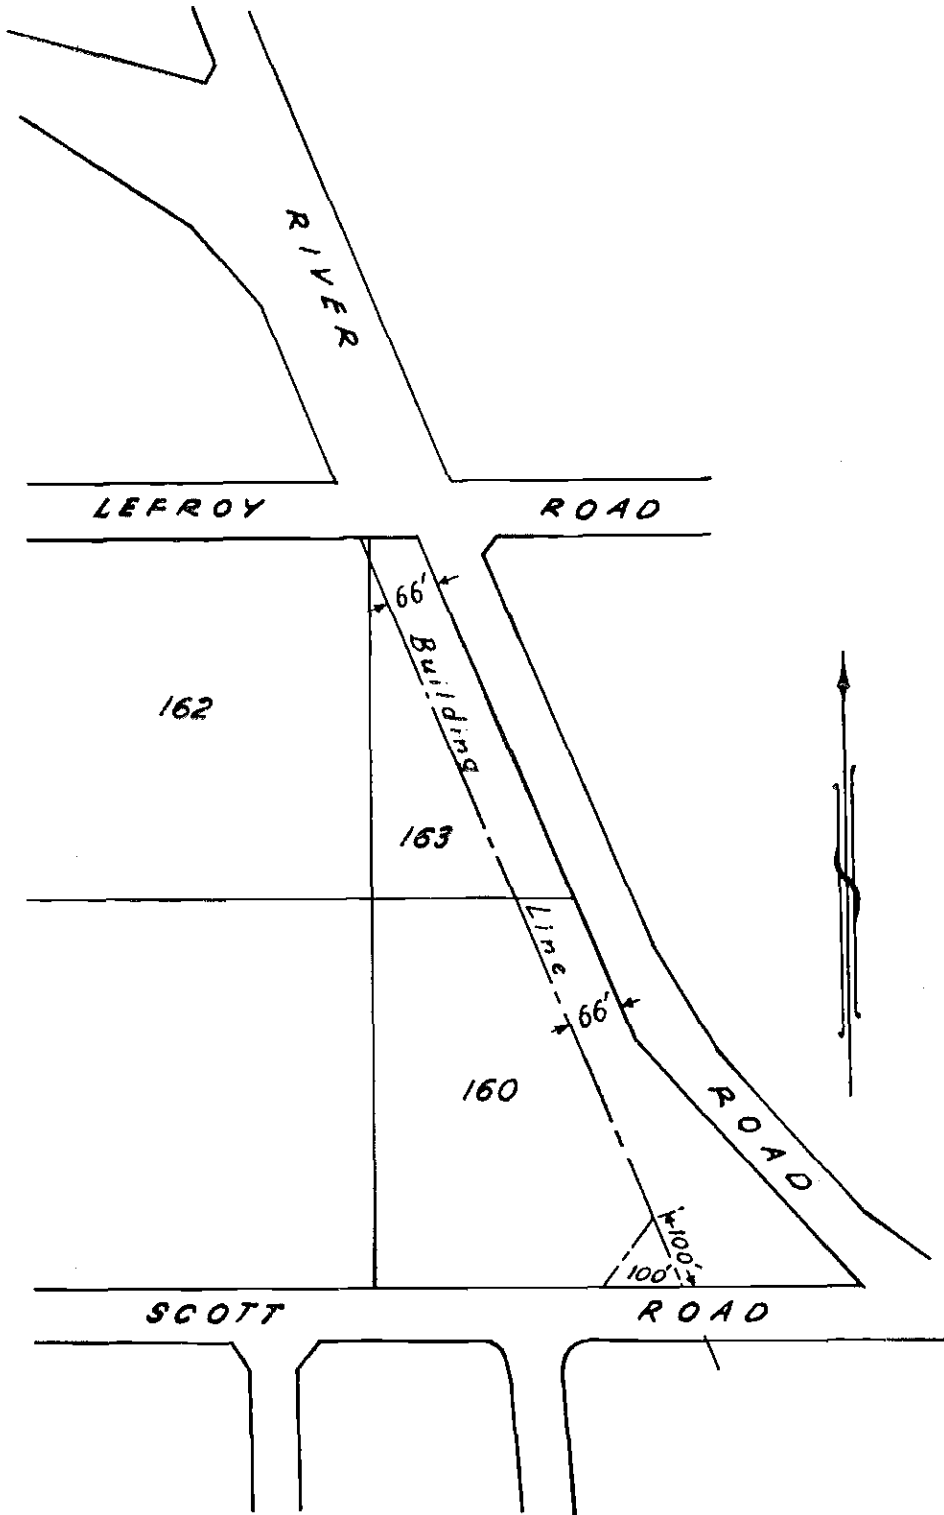 RIVER
LEFROY ROAD
66'
162
Building
163
Line
66'
160
ROAD
100'
100'
SCOTT ROAD